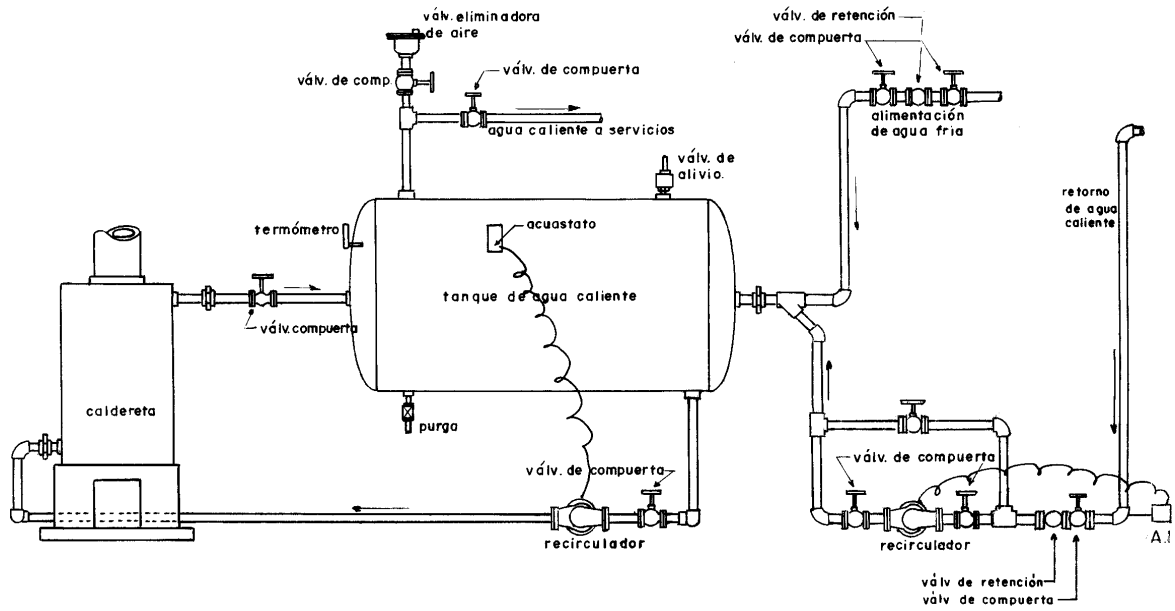 válv. eliminadora
de aire
válv. de comp.
válv. de compuerta
agua caliente a servicios
válv. de retención
válv. de compuerta
alimentación
de agua fria
válv. de
alivio.
retorno
de agua
caliente
termómetro
acuastato
tanque de agua caliente
válv. compuerta
caldereta
purga
válv. de compuerta
recirculador
válv. de compuerta
recirculador
A.I
válv de retención
válv de compuerta